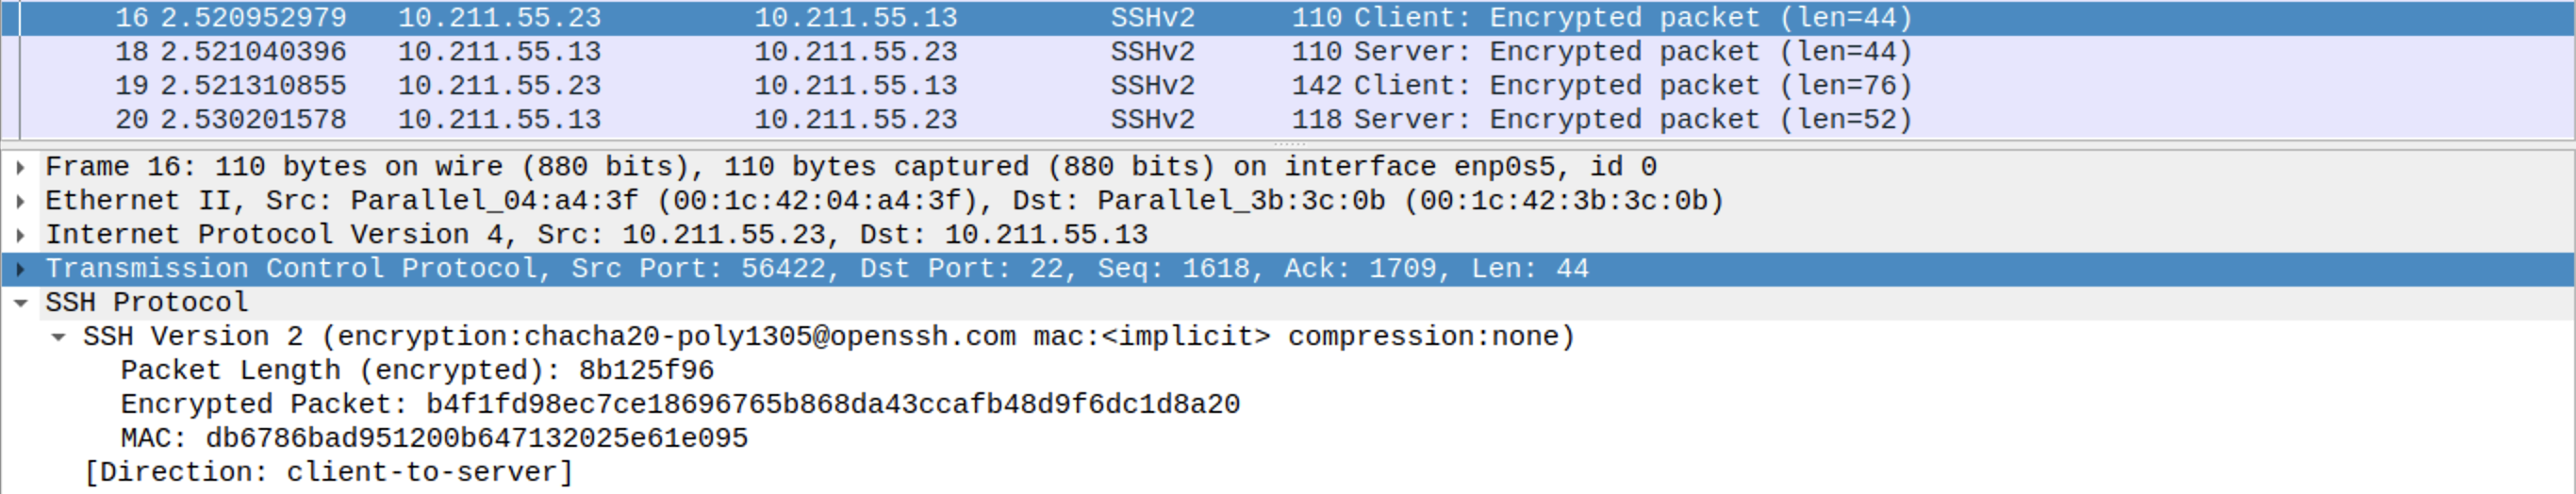 16 2.520952979 10.211.55.23 10.211.55.13 SSHv2 110 Client: Encrypted packet (len=44)
18 2.521040396 10.211.55.13 10.211.55.23 SSHv2 110 Server: Encrypted packet (len=44)
19 2.521310855 10.211.55.23 10.211.55.13 SSHv2 142 Client: Encrypted packet (len=76)
20 2.530201578 10.211.55.13 10.211.55.23 SSHv2 118 Server: Encrypted packet (len=52)
Frame 16: 110 bytes on wire (880 bits), 110 bytes captured (880 bits) on interface enp0s5, id 0
Ethernet II, Src: Parallel_04:a4:3f (00:1c:42:04:a4:3f), Dst: Parallel_3b:3c:0b (00:1c:42:3b:3c:0b)
Internet Protocol Version 4, Src: 10.211.55.23, Dst: 10.211.55.13
Transmission Control Protocol, Src Port: 56422, Dst Port: 22, Seq: 1618, Ack: 1709, Len: 44
SSH Protocol
SSH Version 2 (encryption:chacha20-poly1305@openssh.com mac:<implicit> compression:none)
Packet Length (encrypted): 8b125f96
Encrypted Packet: b4f1fd98ec7ce18696765b868da43ccafb48d9f6dc1d8a20
MAC: db6786bad951200b647132025e61e095
[Direction: client-to-server]